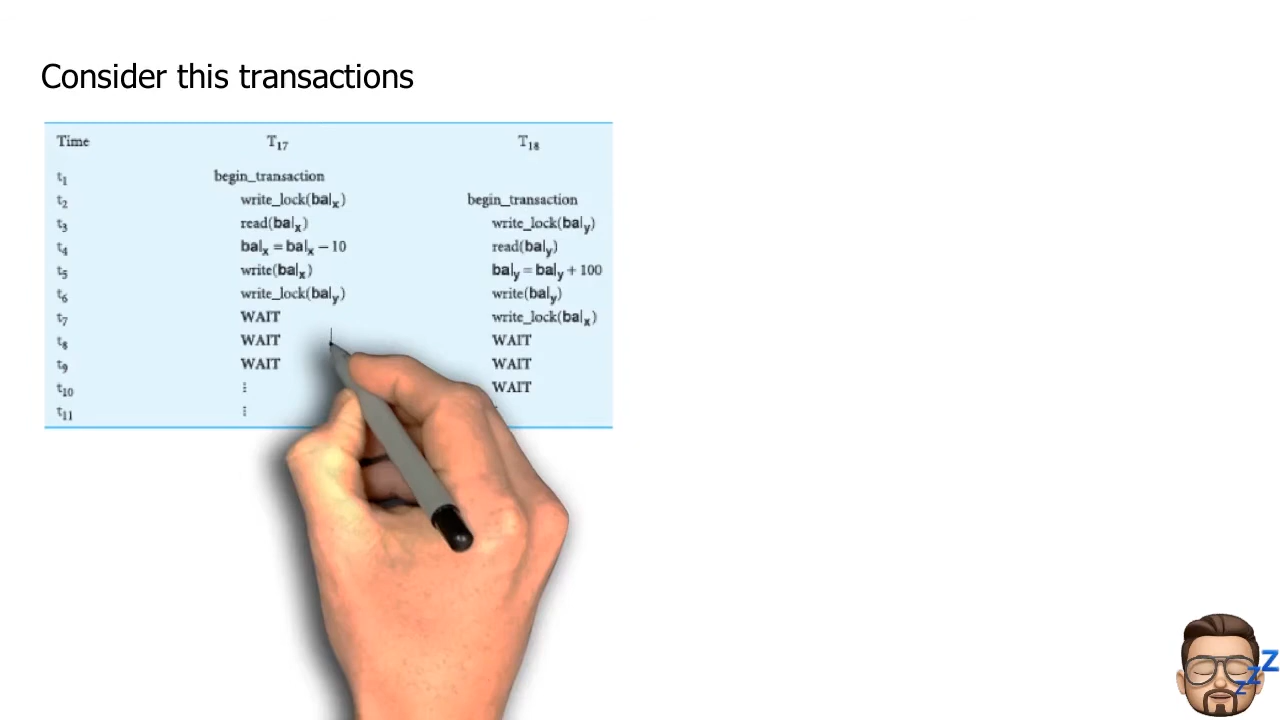 Consider this transactions
Time T17 T18
t1 begin_transaction
t2 write_lock(balx) begin_transaction
t3 read(balx) write_lock(baly)
t4 balx = balx − 10 read(baly)
t5 write(balx) baly = baly + 100
t6 write_lock(baly) write(baly)
t7 WAIT write_lock(balx)
t8 WAIT WAIT
t9 WAIT WAIT
t10 ⋮ WAIT
t11 ⋮
z z Z